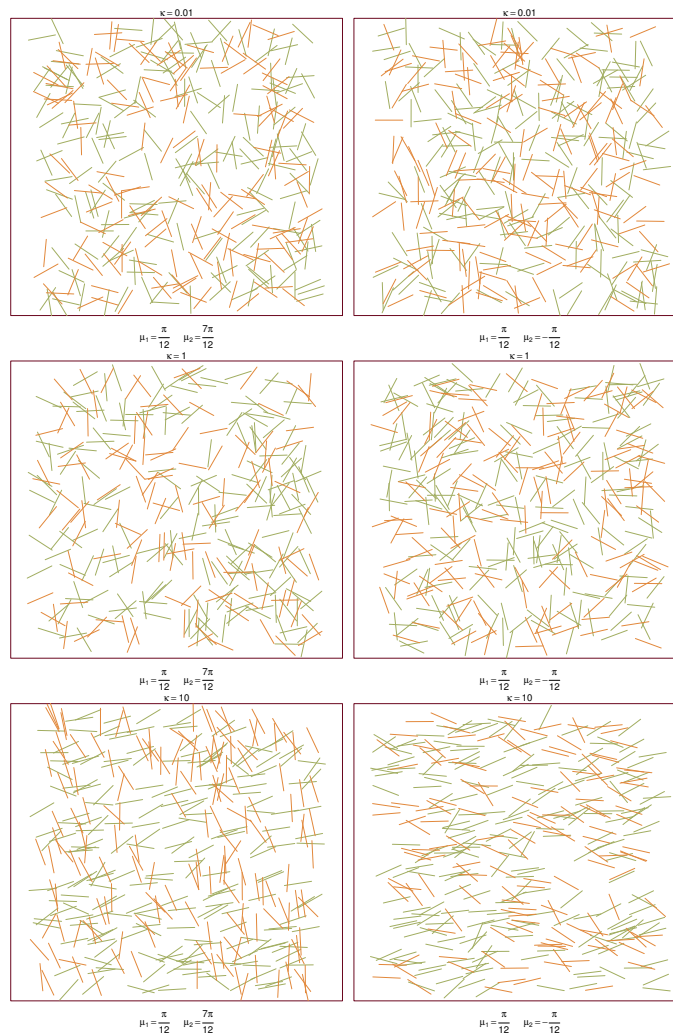 κ = 0.01
κ = 0.01
μ₁ = π/12 μ₂ = 7π/12
μ₁ = π/12 μ₂ = −π/12
κ = 1
κ = 1
μ₁ = π/12 μ₂ = 7π/12
μ₁ = π/12 μ₂ = −π/12
κ = 10
κ = 10
μ₁ = π/12 μ₂ = 7π/12
μ₁ = π/12 μ₂ = −π/12